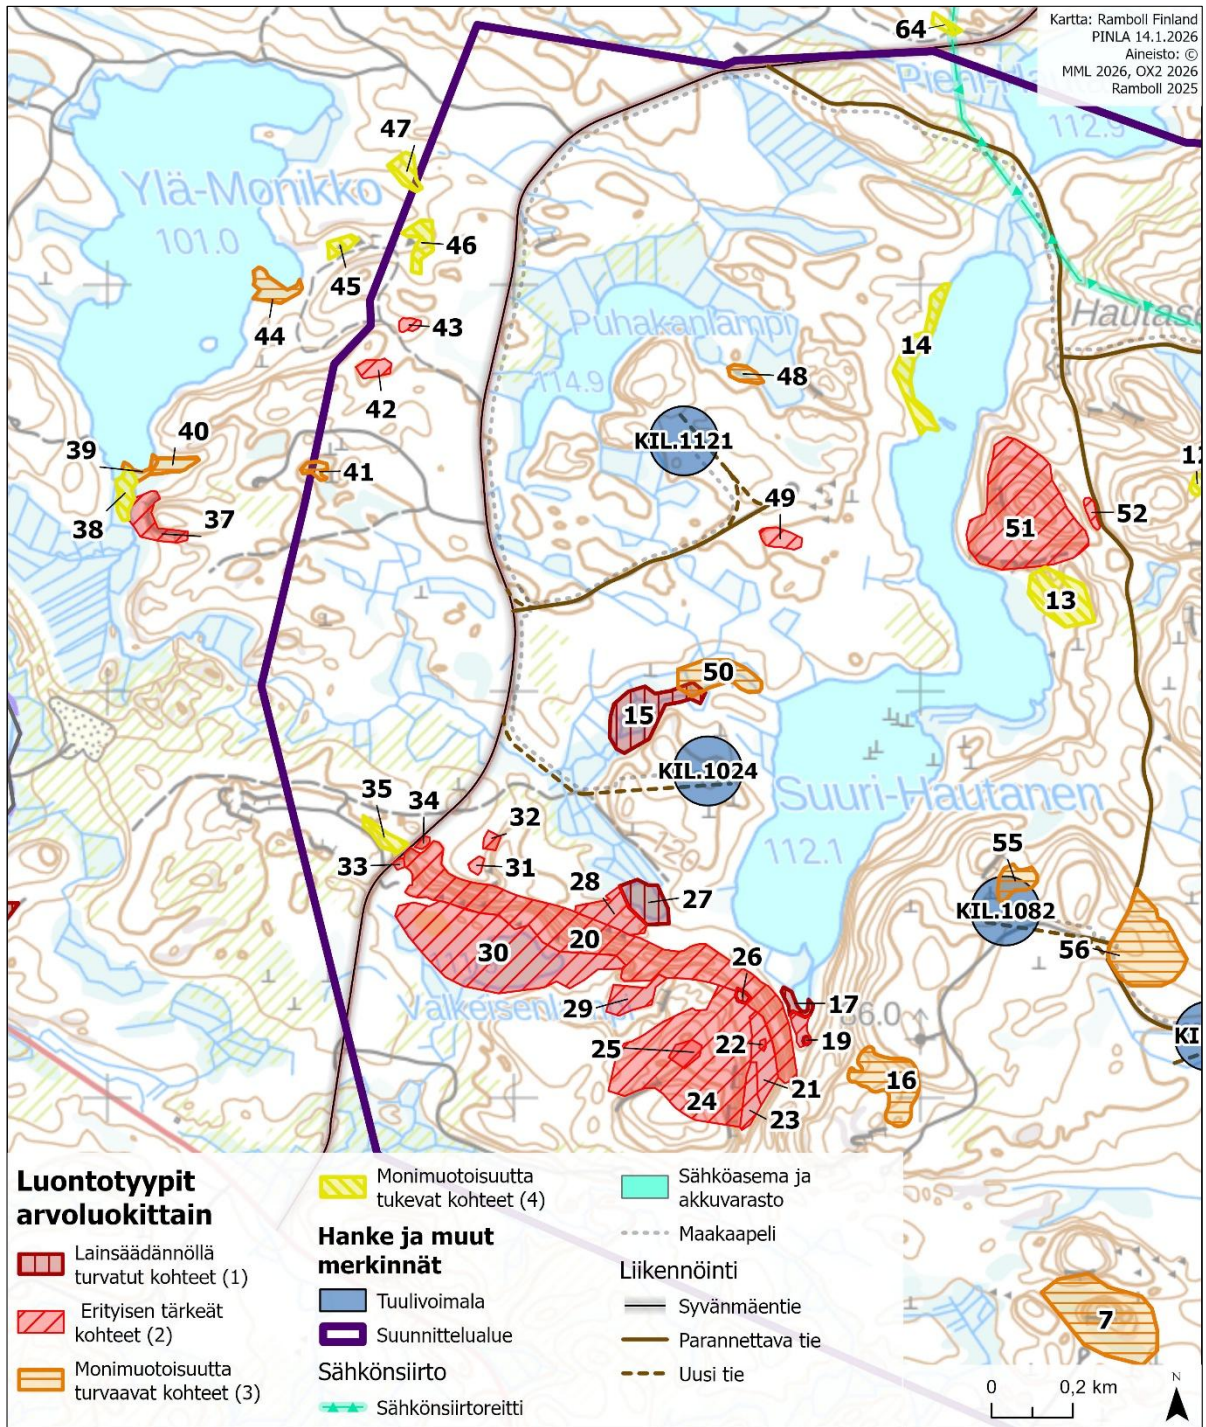 Kartta: Ramboll Finland
PINLA 14.1.2026
Aineisto: ©
MML 2026, OX2 2026
Ramboll 2025
64
112.9
47
Ylä-Monikko
101.0
46
45
44
43
Puhakanlampi
14
42
114.9
48
KIL.1121
40
39
41
38
37
49
51
52
13
50
15
KIL.1024
Suuri-Hautanen
112.1
120
35
34
32
33
31
28
27
55
KIL.1082
20
30
56
26
Valkeisenlampi
29
17
19
25
22
21
24
23
16
7
Luontotyypit
arvoluokittain
Lainsäädännöllä
turvatut kohteet (1)
Erityisen tärkeät
kohteet (2)
Monimuotoisuutta
turvaavat kohteet (3)
Monimuotoisuutta
tukevat kohteet (4)
Hanke ja muut
merkinnät
Tuulivoimala
Suunnittelualue
Sähkönsiirto
Sähkönsiirtoreitti
Sähköasema ja
akkuvarasto
Maakaapeli
Liikennöinti
Syvänmäentie
Parannettava tie
Uusi tie
0 0,2 km
N